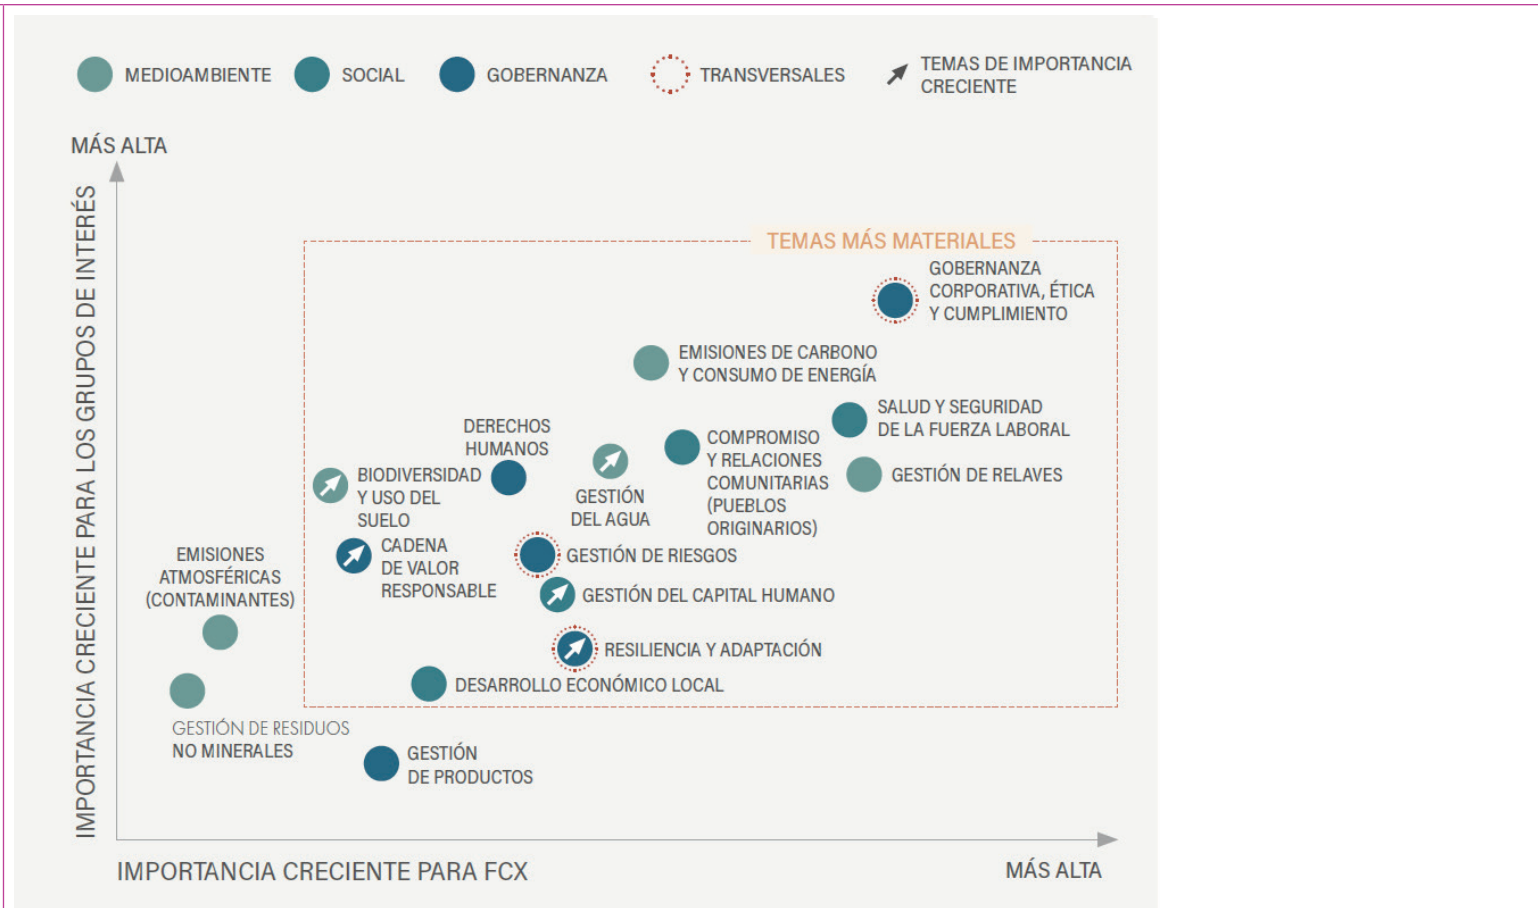 MEDIOAMBIENTE
SOCIAL
GOBERNANZA
TRANSVERSALES
TEMAS DE IMPORTANCIA
CRECIENTE
MÁS ALTA
IMPORTANCIA CRECIENTE PARA LOS GRUPOS DE INTERÉS
TEMAS MÁS MATERIALES
GOBERNANZA
CORPORATIVA, ÉTICA
Y CUMPLIMIENTO
EMISIONES DE CARBONO
Y CONSUMO DE ENERGÍA
SALUD Y SEGURIDAD
DE LA FUERZA LABORAL
DERECHOS
HUMANOS
COMPROMISO
Y RELACIONES
COMUNITARIAS
(PUEBLOS
ORIGINARIOS)
GESTIÓN DE RELAVES
BIODIVERSIDAD
Y USO DEL
SUELO
GESTIÓN
DEL AGUA
CADENA
DE VALOR
RESPONSABLE
GESTIÓN DE RIESGOS
EMISIONES
ATMOSFÉRICAS
(CONTAMINANTES)
GESTIÓN DEL CAPITAL HUMANO
RESILIENCIA Y ADAPTACIÓN
DESARROLLO ECONÓMICO LOCAL
GESTIÓN DE RESIDUOS
NO MINERALES
GESTIÓN
DE PRODUCTOS
IMPORTANCIA CRECIENTE PARA FCX
MÁS ALTA